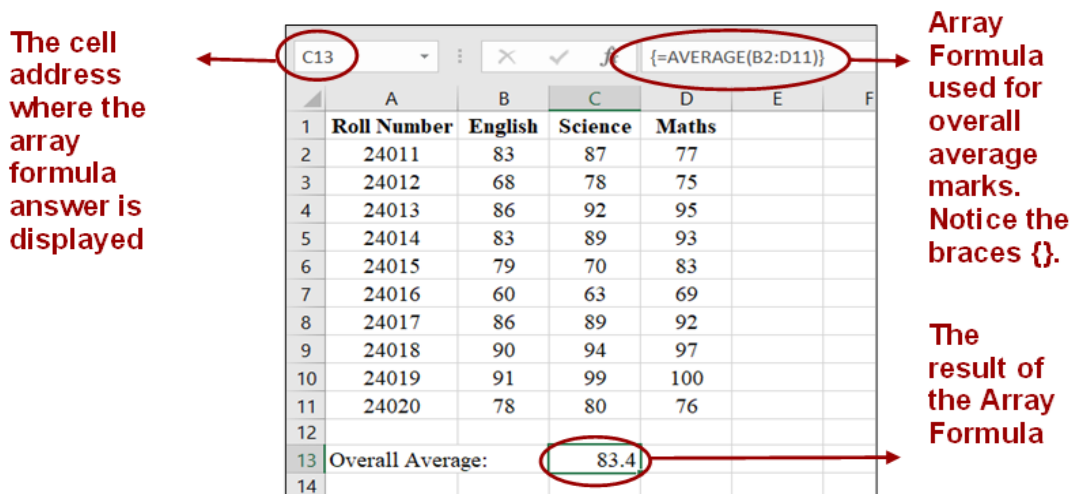 The cell
address
where the
array
formula
answer is
displayed
C13
fx
{=AVERAGE(B2:D11)}
A B C D E F
1 Roll Number English Science Maths
2 24011 83 87 77
3 24012 68 78 75
4 24013 86 92 95
5 24014 83 89 93
6 24015 79 70 83
7 24016 60 63 69
8 24017 86 89 92
9 24018 90 94 97
10 24019 91 99 100
11 24020 78 80 76
12
13 Overall Average: 83.4
14
Array
Formula
used for
overall
average
marks.
Notice the
braces {}.
The
result of
the Array
Formula